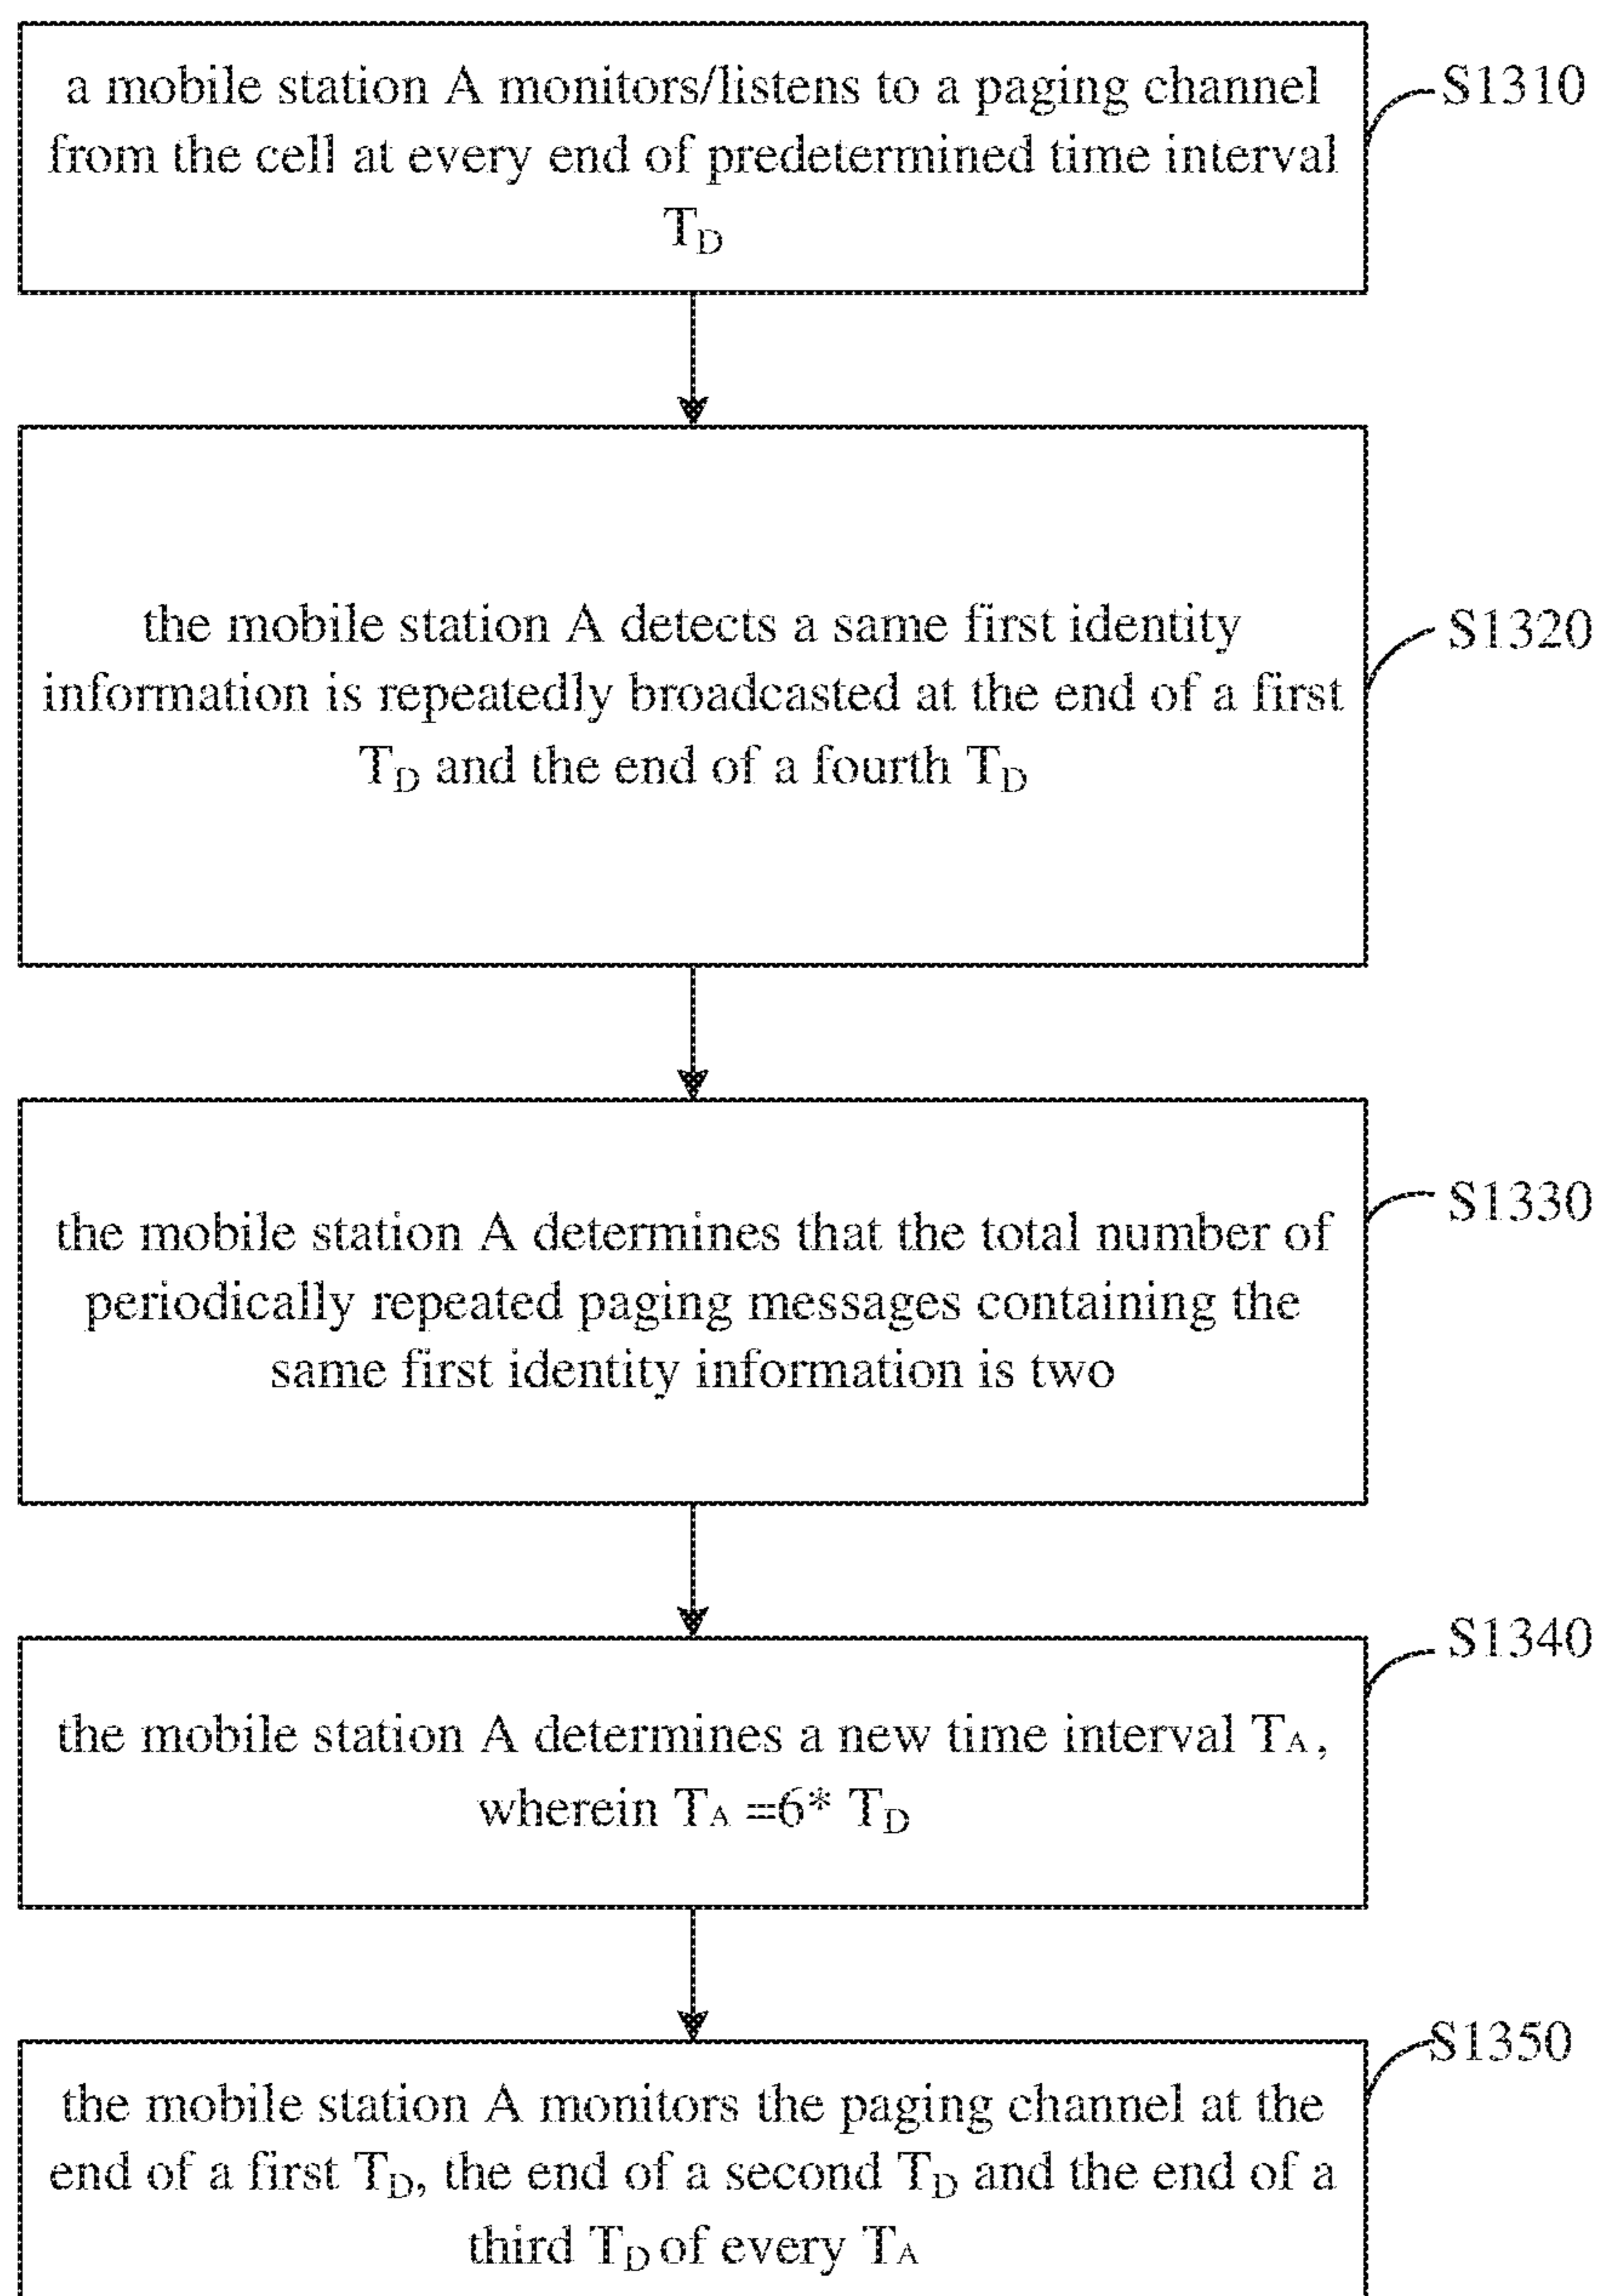 a mobile station A monitors/listens to a paging channel
from the cell at every end of predetermined time interval
TD
S1310
the mobile station A detects a same first identity
information is repeatedly broadcasted at the end of a first
TD and the end of a fourth TD
S1320
the mobile station A determines that the total number of
periodically repeated paging messages containing the
same first identity information is two
S1330
the mobile station A determines a new time interval TA,
wherein TA =6* TD
S1340
the mobile station A monitors the paging channel at the
end of a first TD, the end of a second TD and the end of a
third TD of every TA
S1350